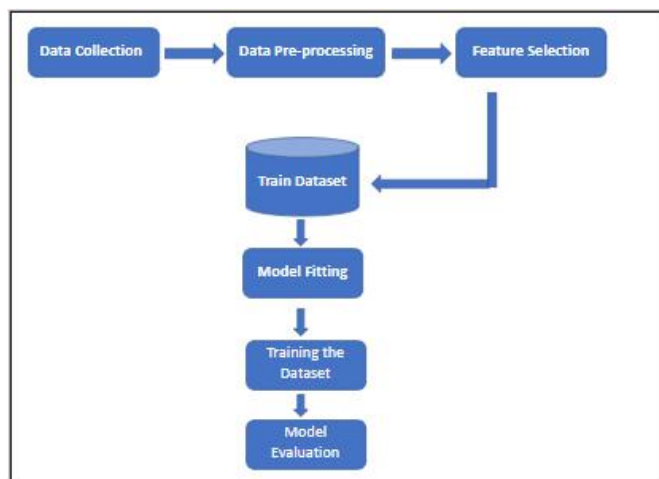 Data Collection
Data Pre-processing
Feature Selection
Train Dataset
Model Fitting
Training the
Dataset
Model
Evaluation